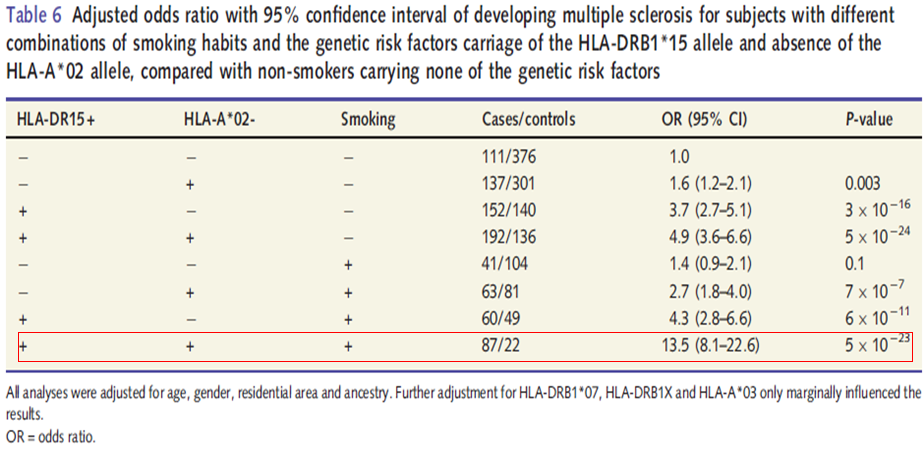 Table 6 Adjusted odds ratio with 95% confidence interval of developing multiple sclerosis for subjects with different
combinations of smoking habits and the genetic risk factors carriage of the HLA-DRB1*15 allele and absence of the
HLA-A*02 allele, compared with non-smokers carrying none of the genetic risk factors
HLA-DR15+ HLA-A*02- Smoking Cases/controls OR (95% CI) P-value
– – – 111/376 1.0
– + – 137/301 1.6 (1.2–2.1) 0.003
+ – – 152/140 3.7 (2.7–5.1) 3 × 10⁻¹⁶
+ + – 192/136 4.9 (3.6–6.6) 5 × 10⁻²⁴
– – + 41/104 1.4 (0.9–2.1) 0.1
– + + 63/81 2.7 (1.8–4.0) 7 × 10⁻⁷
+ – + 60/49 4.3 (2.8–6.6) 6 × 10⁻¹¹
+ + + 87/22 13.5 (8.1–22.6) 5 × 10⁻²³
All analyses were adjusted for age, gender, residential area and ancestry. Further adjustment for HLA-DRB1*07, HLA-DRB1X and HLA-A*03 only marginally influenced the
results.
OR = odds ratio.